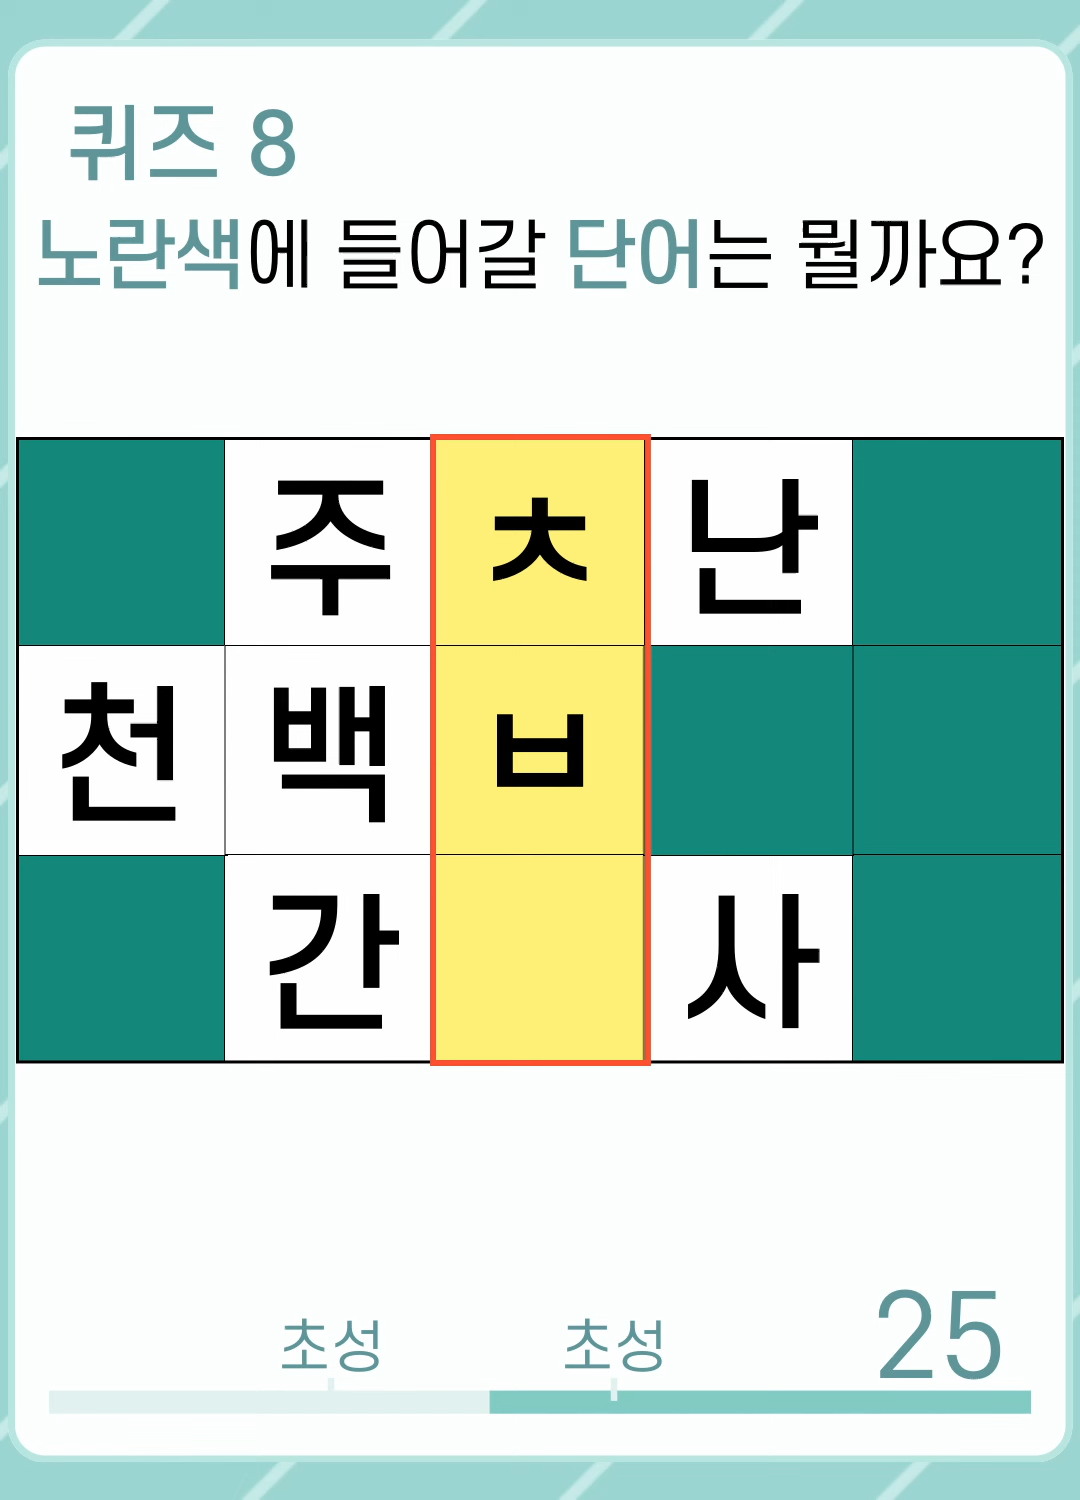 퀴즈 8
노란색에 들어갈 단어는 뭘까요?
주 ㅊ 난
천 백 ㅂ
간 사
초성 초성 25